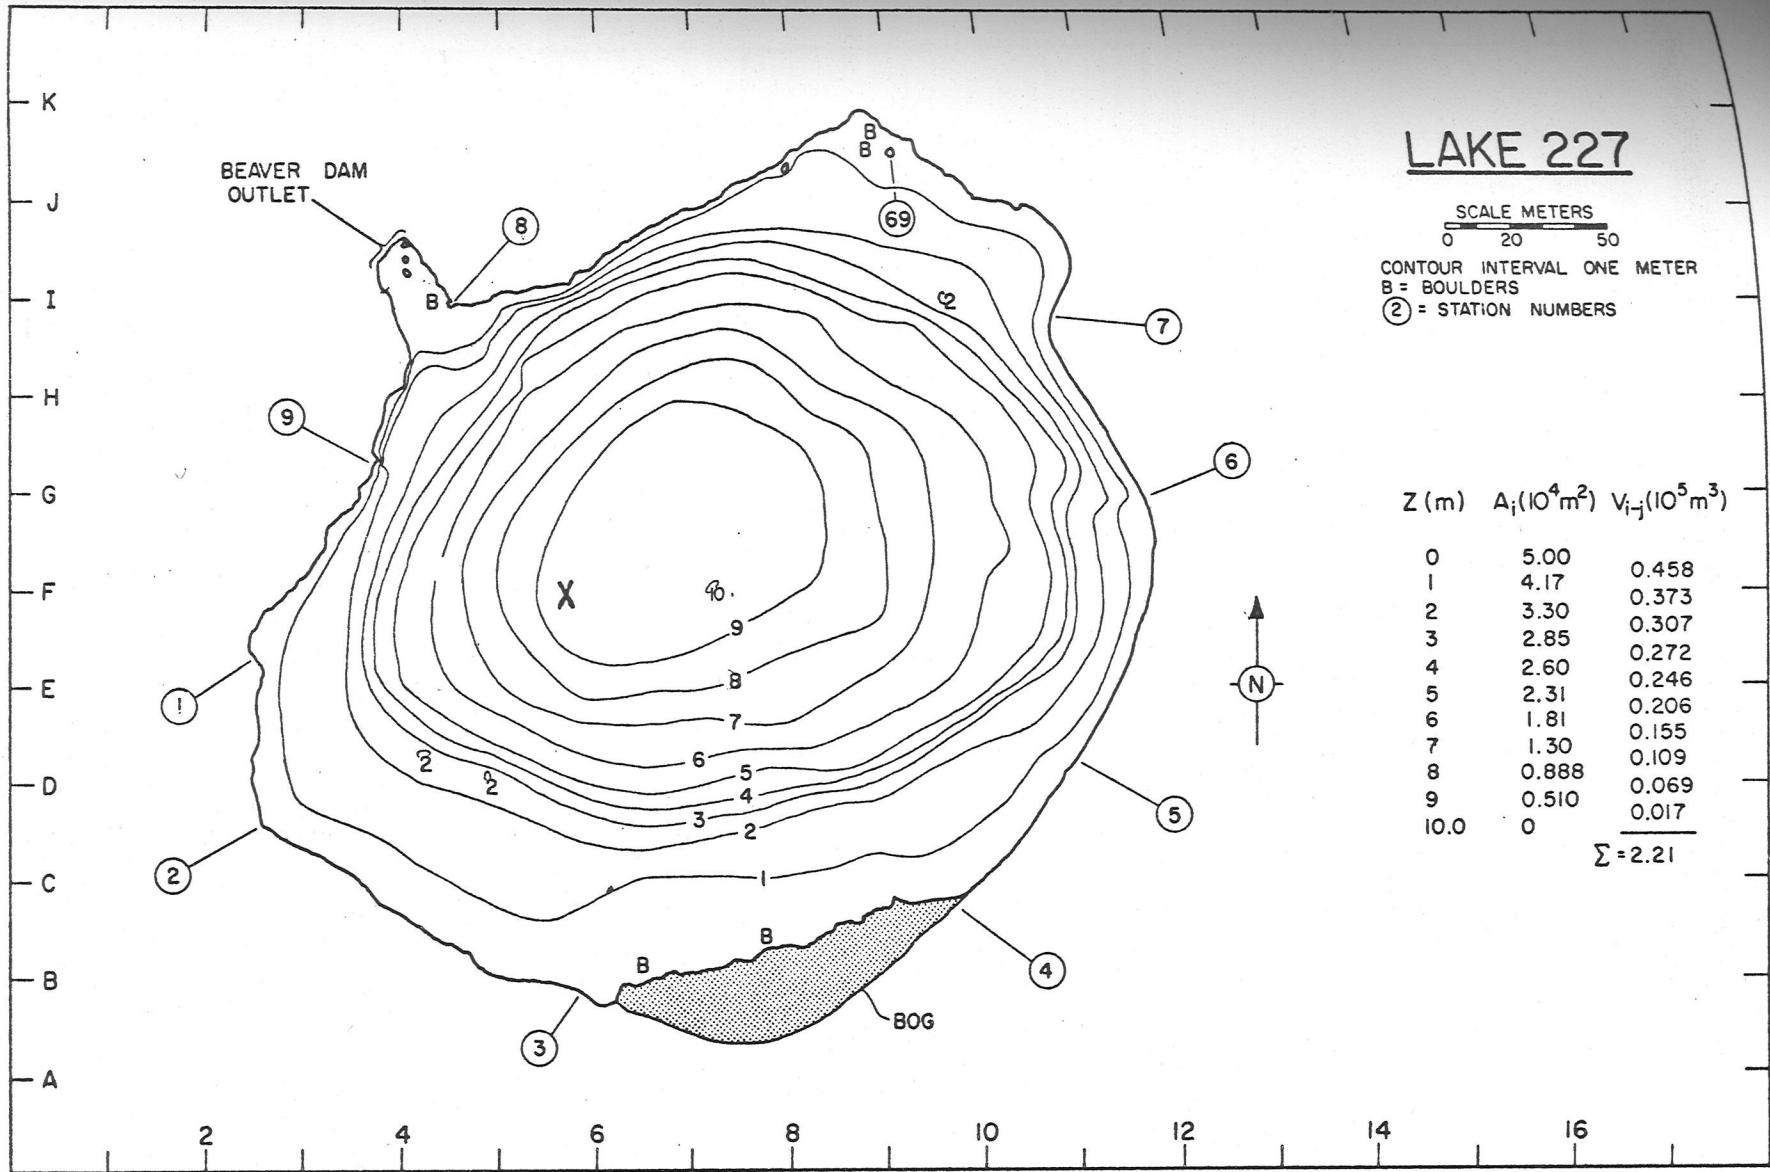 LAKE 227
SCALE METERS
0 20 50
CONTOUR INTERVAL ONE METER
B = BOULDERS
② = STATION NUMBERS
K
J
I
H
G
F
E
D
C
B
A
BEAVER DAM
OUTLET
8
B
B
69
B
7
2
9
6
X
9
8
7
6
5
4
3
2
1
2
2
N
1
2
5
B
B
4
BOG
3
Z (m) Aᵢ(10⁴m²) Vᵢ₋ⱼ(10⁵m³)
0 5.00
0.458
1 4.17
0.373
2 3.30
0.307
3 2.85
0.272
4 2.60
0.246
5 2.31
0.206
6 1.81
0.155
7 1.30
0.109
8 0.888
0.069
9 0.510
0.017
10.0 0
Σ = 2.21
2 4 6 8 10 12 14 16